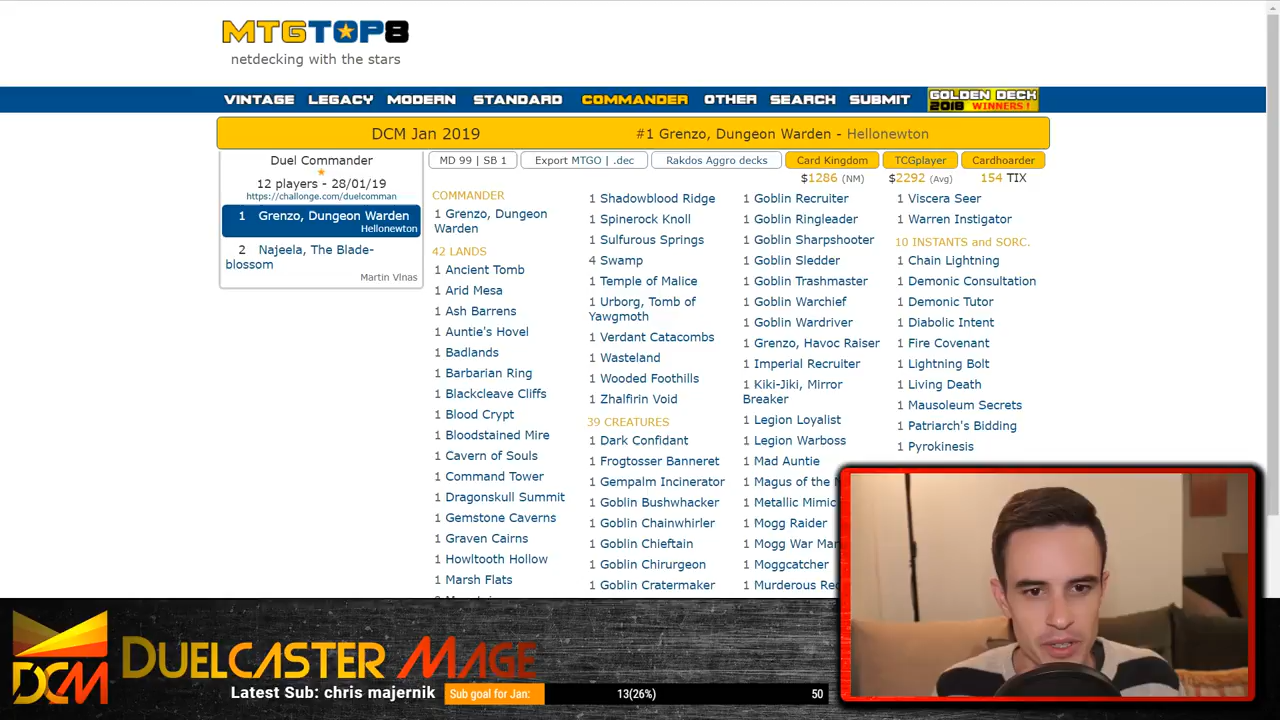 MTGTOP8
netdecking with the stars
VINTAGE LEGACY MODERN STANDARD COMMANDER OTHER SEARCH SUBMIT GOLDEN DECK
2018 WINNERS !
DCM Jan 2019 #1 Grenzo, Dungeon Warden - Hellonewton
Duel Commander
12 players - 28/01/19
https://challonge.com/duelcomman
1 Grenzo, Dungeon Warden
Hellonewton
2 Najeela, The Blade-
blossom
Martin Vlnas
MD 99 | SB 1 Export MTGO | .dec Rakdos Aggro decks Card Kingdom TCGplayer Cardhoarder
$1286 (NM) $2292 (Avg) 154 TIX
COMMANDER
1 Grenzo, Dungeon
Warden
42 LANDS
1 Ancient Tomb
1 Arid Mesa
1 Ash Barrens
1 Auntie's Hovel
1 Badlands
1 Barbarian Ring
1 Blackcleave Cliffs
1 Blood Crypt
1 Bloodstained Mire
1 Cavern of Souls
1 Command Tower
1 Dragonskull Summit
1 Gemstone Caverns
1 Graven Cairns
1 Howltooth Hollow
1 Marsh Flats
1 Shadowblood Ridge
1 Spinerock Knoll
1 Sulfurous Springs
4 Swamp
1 Temple of Malice
1 Urborg, Tomb of
Yawgmoth
1 Verdant Catacombs
1 Wasteland
1 Wooded Foothills
1 Zhalfirin Void
39 CREATURES
1 Dark Confidant
1 Frogtosser Banneret
1 Gempalm Incinerator
1 Goblin Bushwhacker
1 Goblin Chainwhirler
1 Goblin Chieftain
1 Goblin Chirurgeon
1 Goblin Cratermaker
1 Goblin Recruiter
1 Goblin Ringleader
1 Goblin Sharpshooter
1 Goblin Sledder
1 Goblin Trashmaster
1 Goblin Warchief
1 Goblin Wardriver
1 Grenzo, Havoc Raiser
1 Imperial Recruiter
1 Kiki-Jiki, Mirror
Breaker
1 Legion Loyalist
1 Legion Warboss
1 Mad Auntie
1 Magus of the
1 Metallic Mimic
1 Mogg Raider
1 Mogg War Mar
1 Moggcatcher
1 Murderous Re
1 Viscera Seer
1 Warren Instigator
10 INSTANTS and SORC.
1 Chain Lightning
1 Demonic Consultation
1 Demonic Tutor
1 Diabolic Intent
1 Fire Covenant
1 Lightning Bolt
1 Living Death
1 Mausoleum Secrets
1 Patriarch's Bidding
1 Pyrokinesis
DCM
DUELCASTER MAGE
Latest Sub: chris majernik Sub goal for Jan: 13(26%) 50